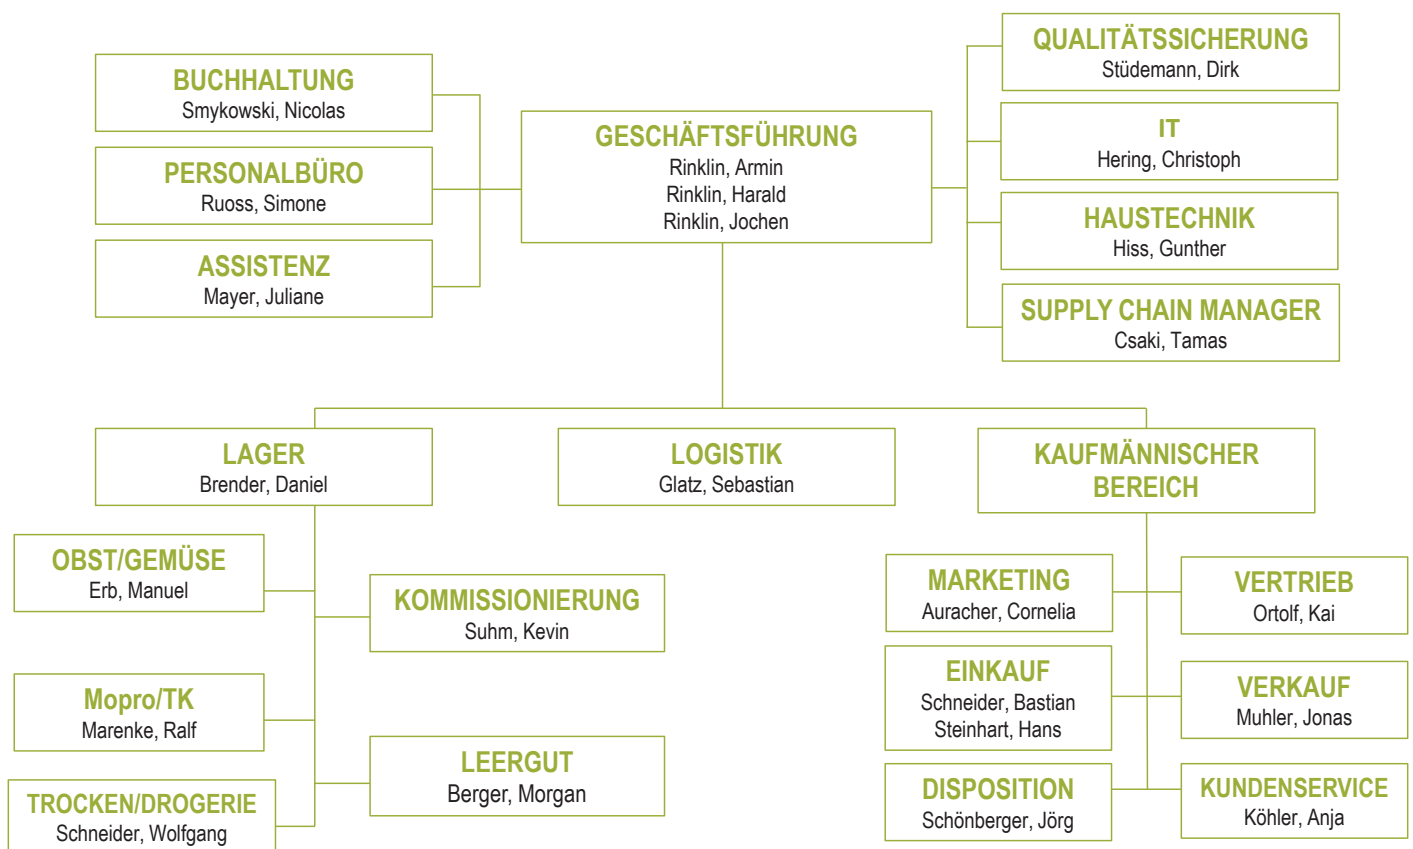 BUCHHALTUNG
Smykowski, Nicolas
PERSONALBÜRO
Ruoss, Simone
ASSISTENZ
Mayer, Juliane
GESCHÄFTSFÜHRUNG
Rinklin, Armin
Rinklin, Harald
Rinklin, Jochen
QUALITÄTSSICHERUNG
Stüdemann, Dirk
IT
Hering, Christoph
HAUSTECHNIK
Hiss, Gunther
SUPPLY CHAIN MANAGER
Csaki, Tamas
LAGER
Brender, Daniel
LOGISTIK
Glatz, Sebastian
KAUFMÄNNISCHER
BEREICH
OBST/GEMÜSE
Erb, Manuel
KOMMISSIONIERUNG
Suhm, Kevin
Mopro/TK
Marenke, Ralf
LEERGUT
Berger, Morgan
TROCKEN/DROGERIE
Schneider, Wolfgang
MARKETING
Auracher, Cornelia
VERTRIEB
Ortolf, Kai
EINKAUF
Schneider, Bastian
Steinhart, Hans
VERKAUF
Muhler, Jonas
DISPOSITION
Schönberger, Jörg
KUNDENSERVICE
Köhler, Anja